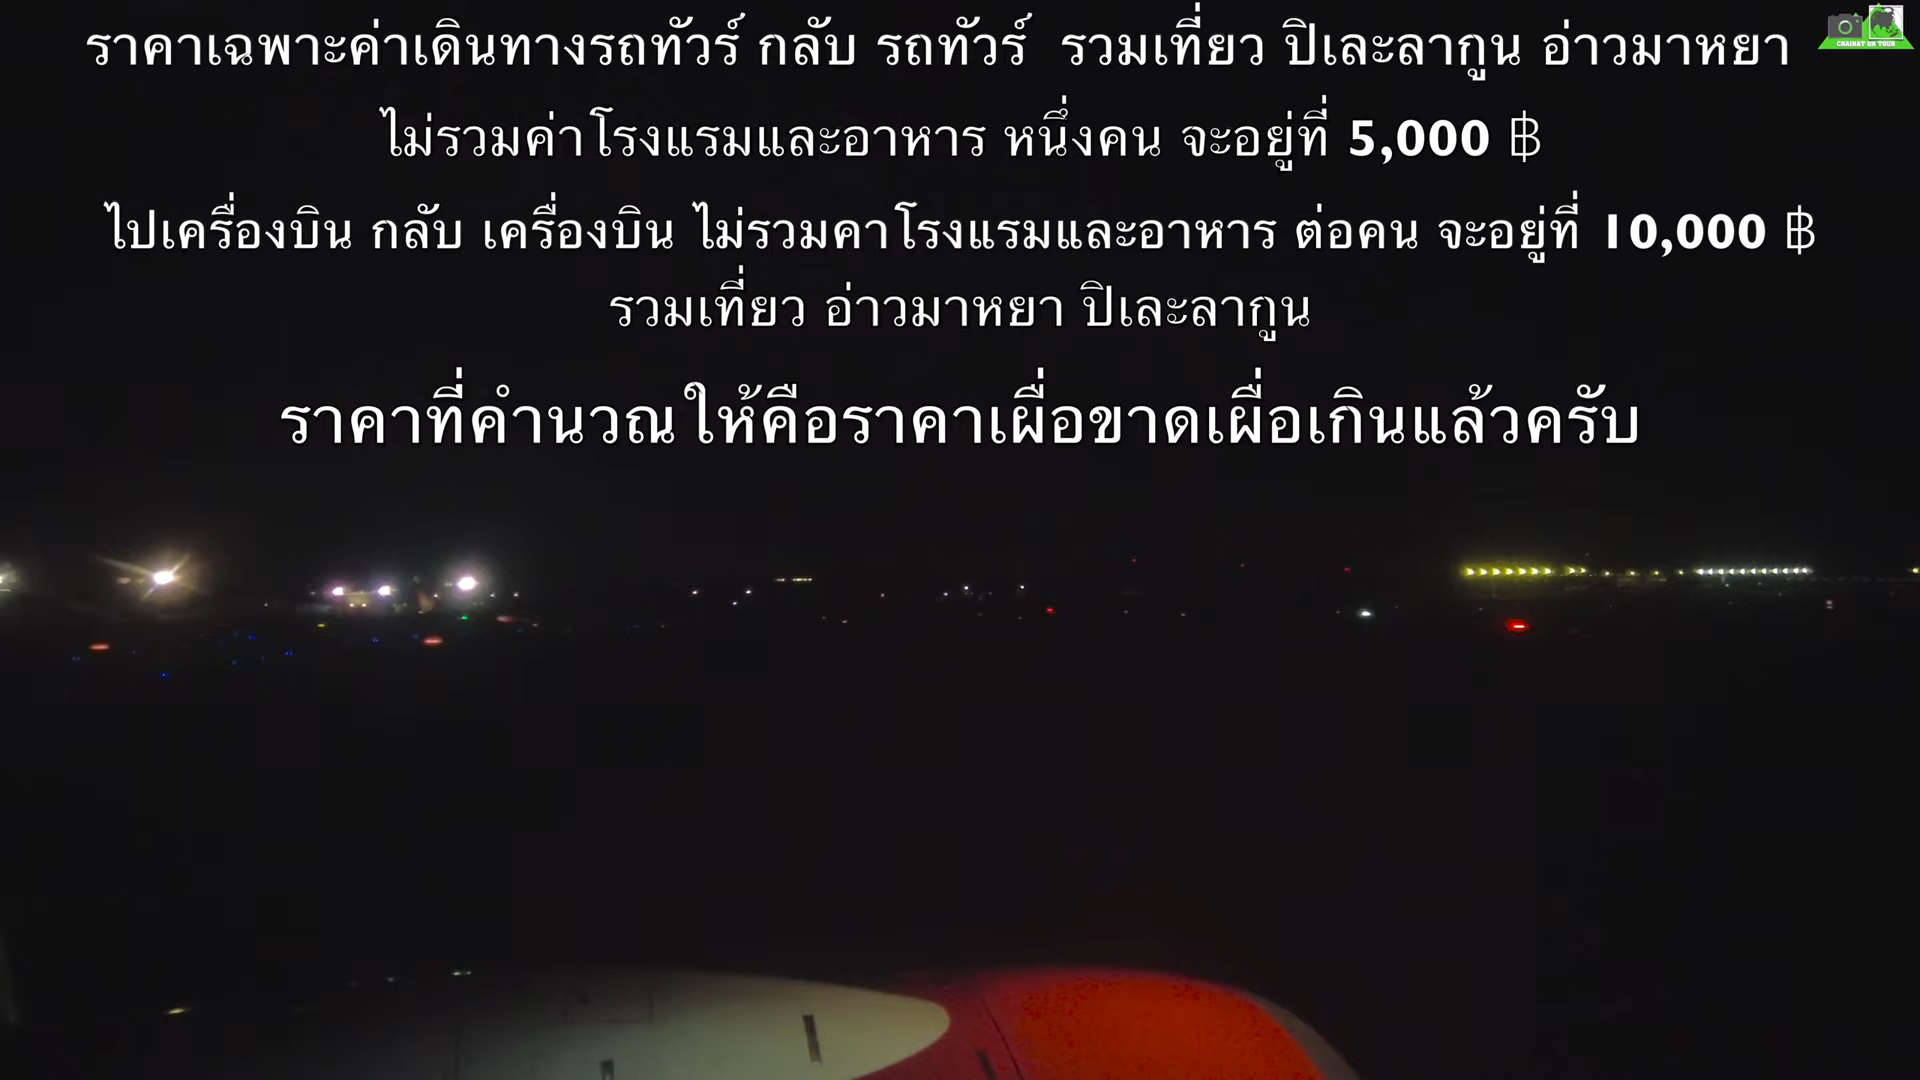 ราคาเฉพาะค่าเดินทางรถทัวร์ กลับ รถทัวร์ รวมเที่ยว ปิเละลากูน อ่าวมาหยา
CHAINAT ON TOUR
ไม่รวมค่าโรงแรมและอาหาร หนึ่งคน จะอยู่ที่ 5,000 ฿
ไปเครื่องบิน กลับ เครื่องบิน ไม่รวมคาโรงแรมและอาหาร ต่อคน จะอยู่ที่ 10,000 ฿
รวมเที่ยว อ่าวมาหยา ปิเละลากูน
ราคาที่คำนวณให้คือราคาเผื่อขาดเผื่อเกินแล้วครับ